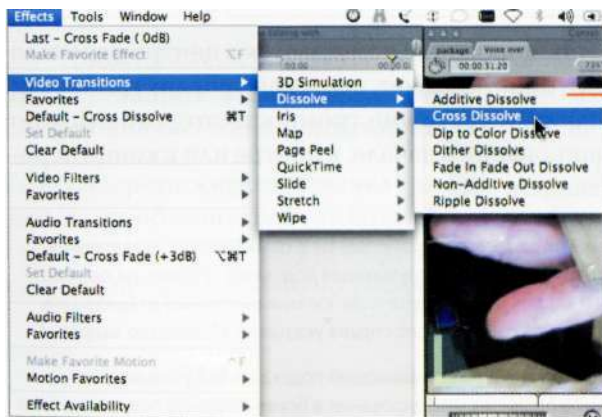 Effects Tools Window Help
Last - Cross Fade ( 0dB)
Make Favorite Effect ⌥F
Video Transitions
Favorites
Default - Cross Dissolve ⌘T
Set Default
Clear Default
Video Filters
Favorites
Audio Transitions
Favorites
Default - Cross Fade (+3dB) ⌥⌘T
Set Default
Clear Default
Audio Filters
Favorites
Make Favorite Motion ^F
Motion Favorites
Effect Availability
3D Simulation
Dissolve
Iris
Map
Page Peel
QuickTime
Slide
Stretch
Wipe
package Voice over
00:00:31:20
Additive Dissolve
Cross Dissolve
Dip to Color Dissolve
Dither Dissolve
Fade In Fade Out Dissolve
Non-Additive Dissolve
Ripple Dissolve